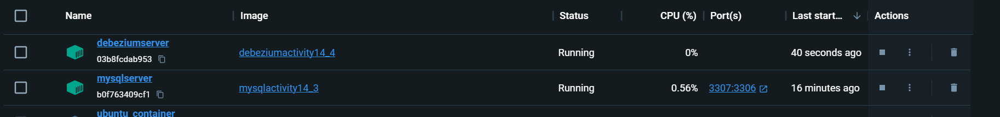 Name Image Status CPU (%) Port(s) Last start... Actions
debeziumserver
03b8fcdab953
debeziumactivity14_4 Running 0% 40 seconds ago
mysqlserver
b0f763409cf1
mysqlactivity14_3 Running 0.56% 3307:3306 16 minutes ago
ubuntu_container